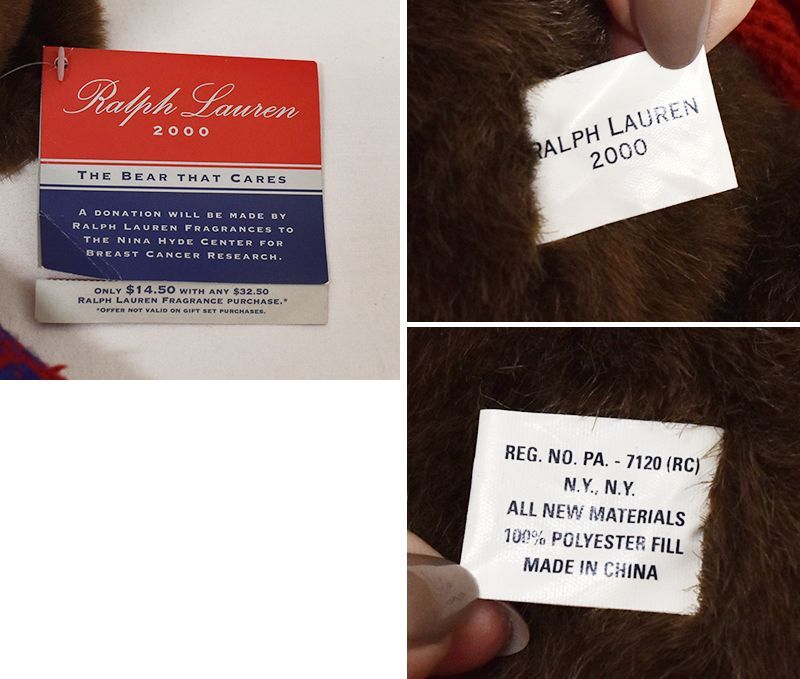 Ralph Lauren
2000
THE BEAR THAT CARES
A DONATION WILL BE MADE BY
RALPH LAUREN FRAGRANCES TO
THE NINA HYDE CENTER FOR
BREAST CANCER RESEARCH.
ONLY $14.50 WITH ANY $32.50
RALPH LAUREN FRAGRANCE PURCHASE.*
*OFFER NOT VALID ON GIFT SET PURCHASES.
RALPH LAUREN
2000
REG. NO. PA. - 7120 (RC)
N.Y., N.Y.
ALL NEW MATERIALS
100% POLYESTER FILL
MADE IN CHINA